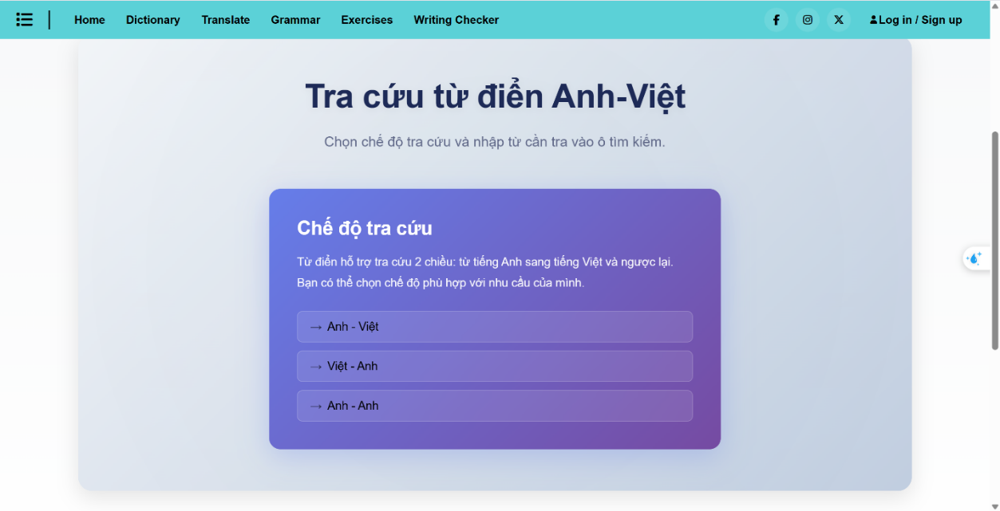 Home Dictionary Translate Grammar Exercises Writing Checker Log in / Sign up
Tra cứu từ điển Anh-Việt
Chọn chế độ tra cứu và nhập từ cần tra vào ô tìm kiếm.
Chế độ tra cứu
Từ điển hỗ trợ tra cứu 2 chiều: từ tiếng Anh sang tiếng Việt và ngược lại.
Bạn có thể chọn chế độ phù hợp với nhu cầu của mình.
→ Anh - Việt
→ Việt - Anh
→ Anh - Anh